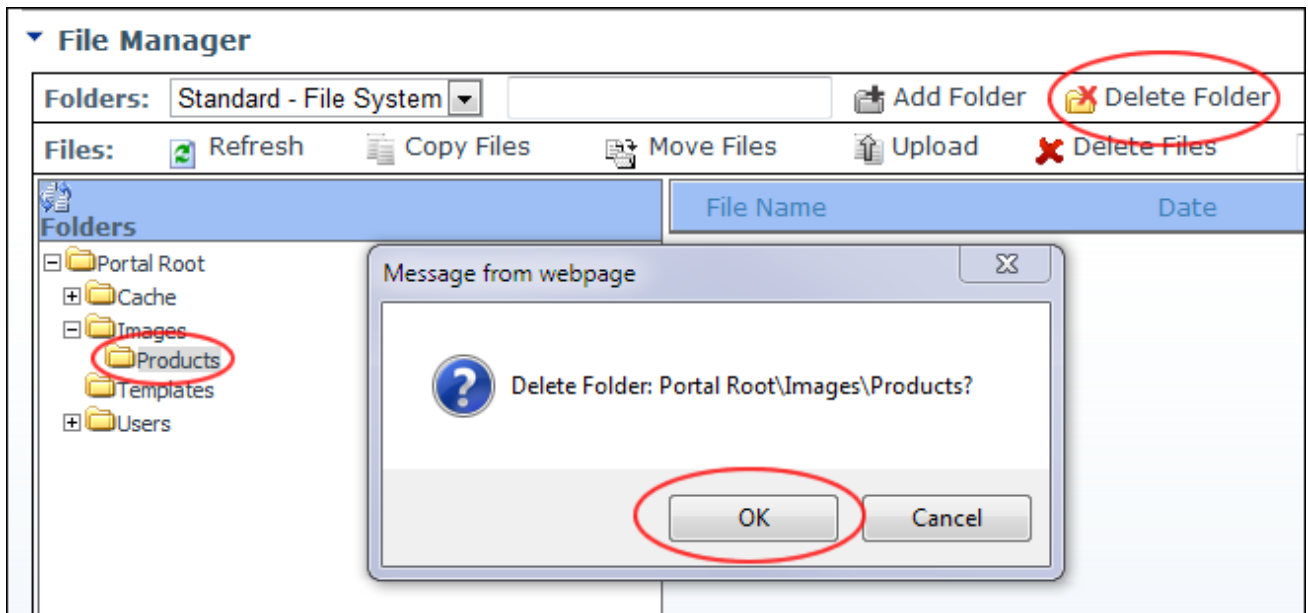 File Manager
Folders: Standard - File System Add Folder Delete Folder
Files: Refresh Copy Files Move Files Upload Delete Files
Folders
File Name Date
Portal Root
Cache
Images
Products
Templates
Users
Message from webpage
Delete Folder: Portal Root\Images\Products?
OK Cancel